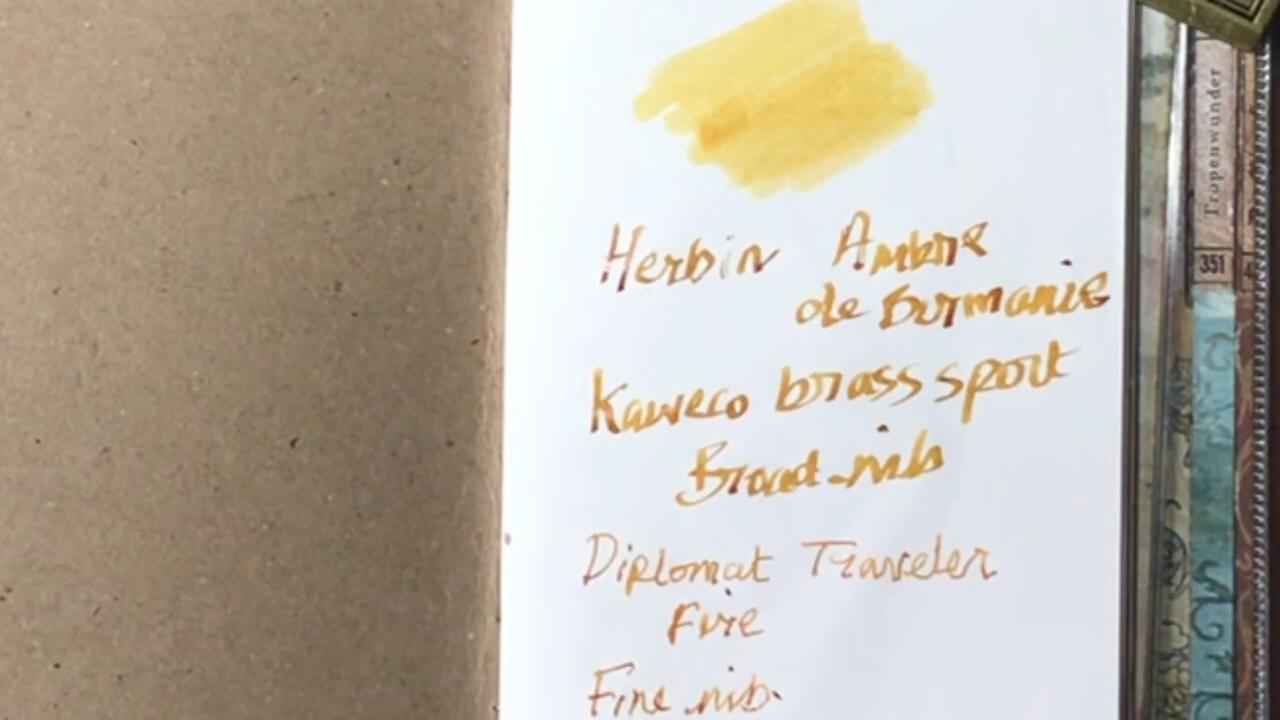 Herbin Ambre
de Burmanie
Kaweco brass sport
Broad nib
Diplomat Traveler
Fire
Fine nib.
Tropenwunder
351